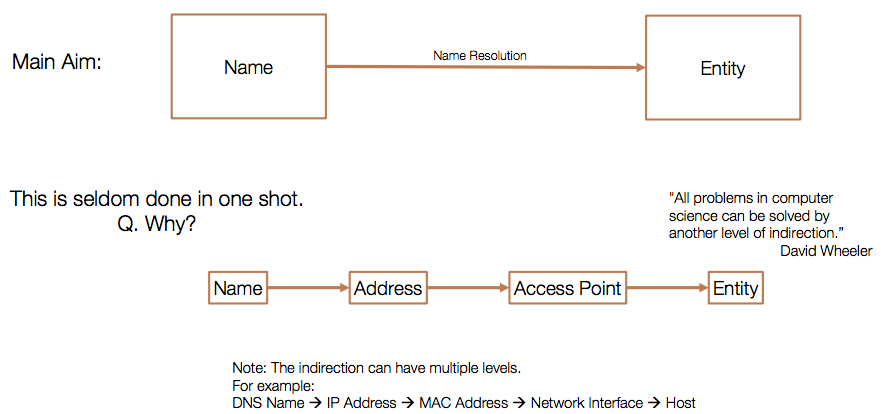 Main Aim:
Name
Name Resolution
Entity
This is seldom done in one shot.
Q. Why?
"All problems in computer
science can be solved by
another level of indirection.”
David Wheeler
Name
Address
Access Point
Entity
Note: The indirection can have multiple levels.
For example:
DNS Name → IP Address → MAC Address → Network Interface → Host